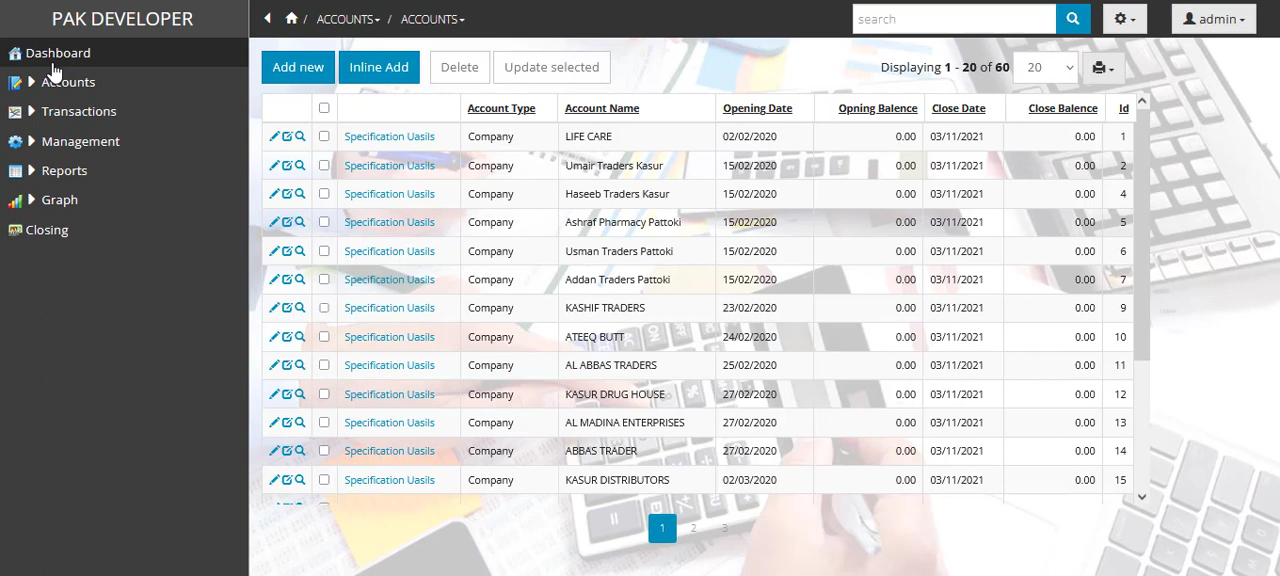 PAK DEVELOPER
/ ACCOUNTS / ACCOUNTS
search
admin
Dashboard
Accounts
Transactions
Management
Reports
Graph
Closing
Add new Inline Add Delete Update selected Displaying 1 - 20 of 60 20
Account Type Account Name Opening Date Opning Balence Close Date Close Balence Id
Specification Uasils Company LIFE CARE 02/02/2020 0.00 03/11/2021 0.00 1
Specification Uasils Company Umair Traders Kasur 15/02/2020 0.00 03/11/2021 0.00 2
Specification Uasils Company Haseeb Traders Kasur 15/02/2020 0.00 03/11/2021 0.00 4
Specification Uasils Company Ashraf Pharmacy Pattoki 15/02/2020 0.00 03/11/2021 0.00 5
Specification Uasils Company Usman Traders Pattoki 15/02/2020 0.00 03/11/2021 0.00 6
Specification Uasils Company Addan Traders Pattoki 15/02/2020 0.00 03/11/2021 0.00 7
Specification Uasils Company KASHIF TRADERS 23/02/2020 0.00 03/11/2021 0.00 9
Specification Uasils Company ATEEQ BUTT 24/02/2020 0.00 03/11/2021 0.00 10
Specification Uasils Company AL ABBAS TRADERS 25/02/2020 0.00 03/11/2021 0.00 11
Specification Uasils Company KASUR DRUG HOUSE 27/02/2020 0.00 03/11/2021 0.00 12
Specification Uasils Company AL MADINA ENTERPRISES 27/02/2020 0.00 03/11/2021 0.00 13
Specification Uasils Company ABBAS TRADER 27/02/2020 0.00 03/11/2021 0.00 14
Specification Uasils Company KASUR DISTRIBUTORS 02/03/2020 0.00 03/11/2021 0.00 15
1 2 3